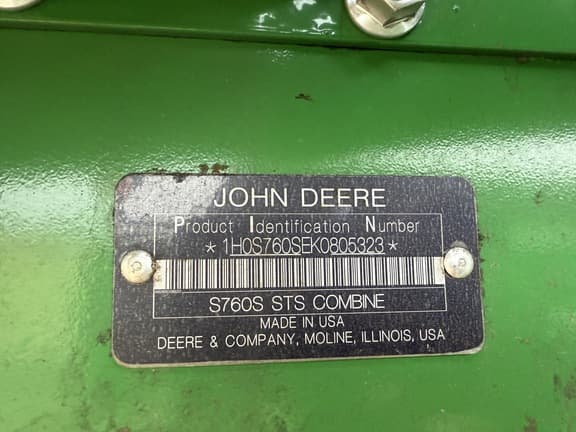 JOHN DEERE
Product Identification Number
*1H0S760SEK0805323*
S760S STS COMBINE
MADE IN USA
DEERE & COMPANY, MOLINE, ILLINOIS, USA